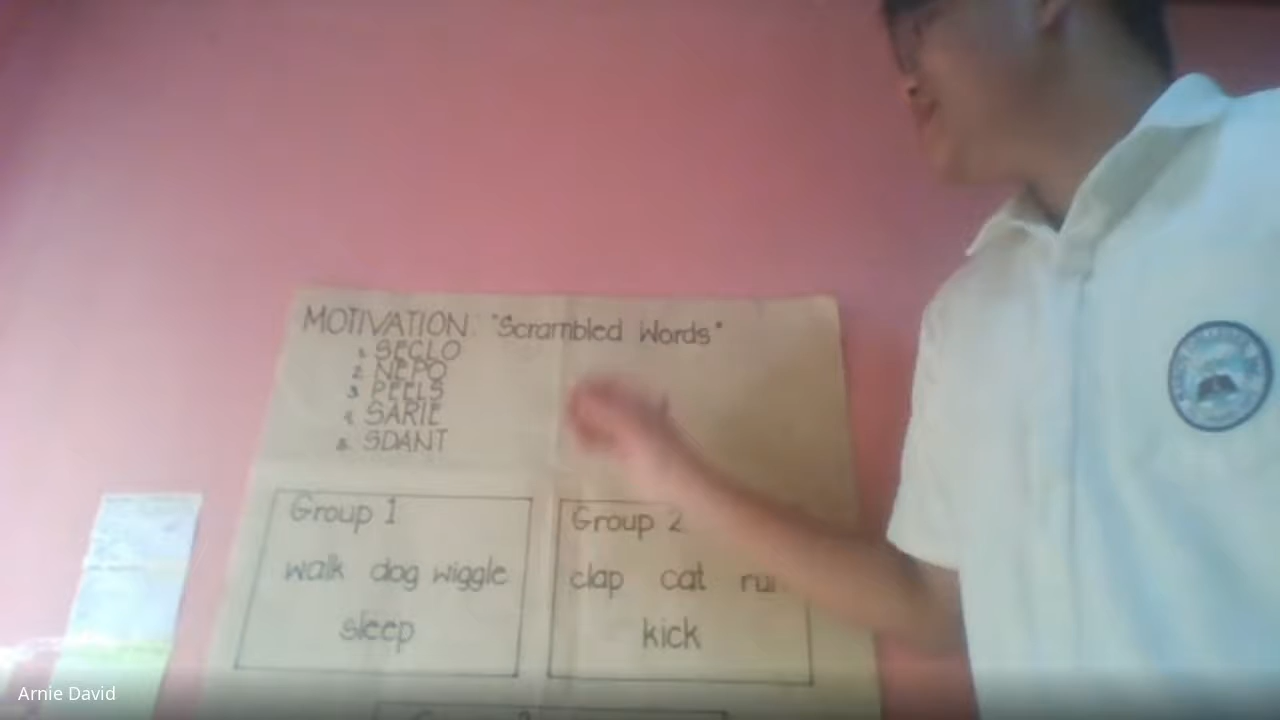 MOTIVATION: "Scrambled Words"
1. SECLO
2. NEPO
3. PEELS
4. SARIE
5. SDANT
Group 1
walk dog wiggle
sleep
Group 2
clap cat
kick
Arnie David